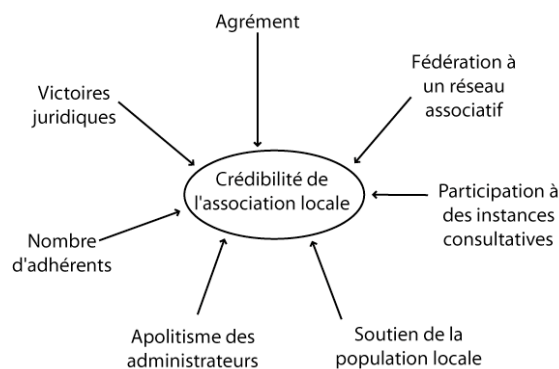 Agrément
Fédération à
un réseau
associatif
Victoires
juridiques
Crédibilité de
l'association locale
Participation à
des instances
consultatives
Nombre
d'adhérents
Apolitisme des
administrateurs
Soutien de la
population locale